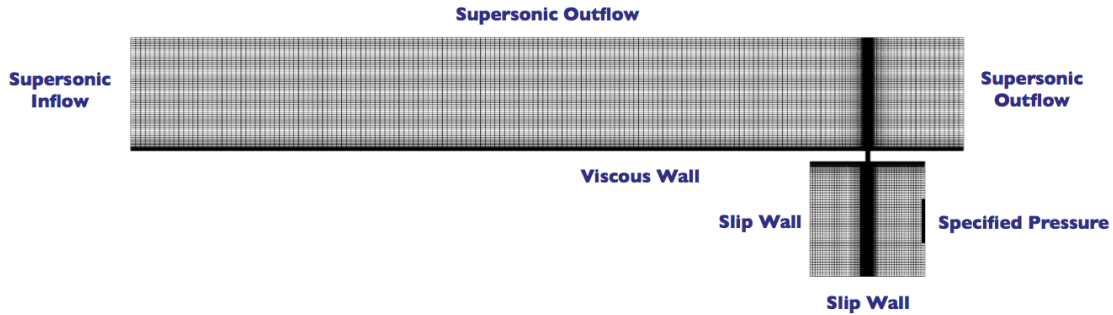 Supersonic Outflow
Supersonic
Inflow
Supersonic
Outflow
Viscous Wall
Slip Wall
Specified Pressure
Slip Wall